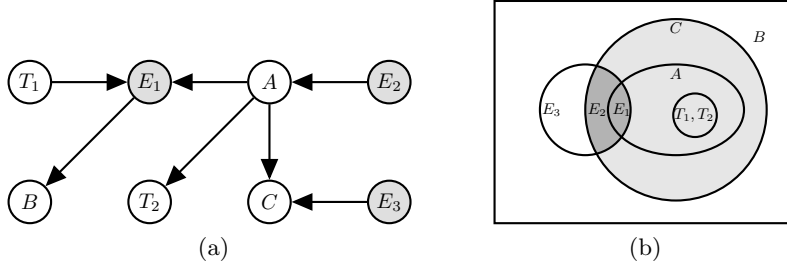 T₁ E₁ A E₂
B T₂ C E₃
(a)
C
B
A
E₃ E₂ E₁ T₁, T₂
(b)